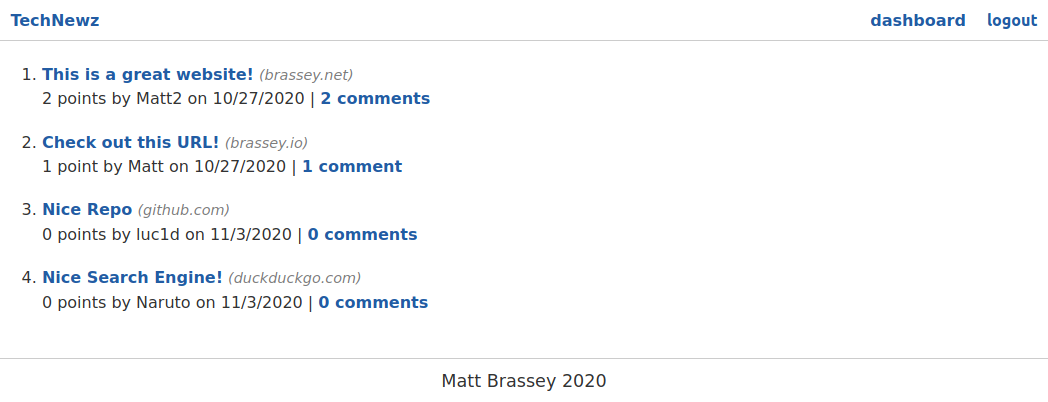 TechNewz dashboard logout
1. This is a great website! (brassey.net)
2 points by Matt2 on 10/27/2020 | 2 comments
2. Check out this URL! (brassey.io)
1 point by Matt on 10/27/2020 | 1 comment
3. Nice Repo (github.com)
0 points by luc1d on 11/3/2020 | 0 comments
4. Nice Search Engine! (duckduckgo.com)
0 points by Naruto on 11/3/2020 | 0 comments
Matt Brassey 2020